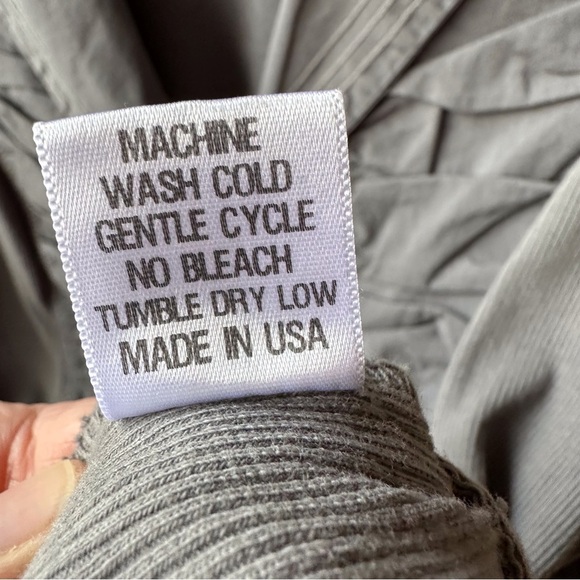 MACHINE
WASH COLD
GENTLE CYCLE
NO BLEACH
TUMBLE DRY LOW
MADE IN USA